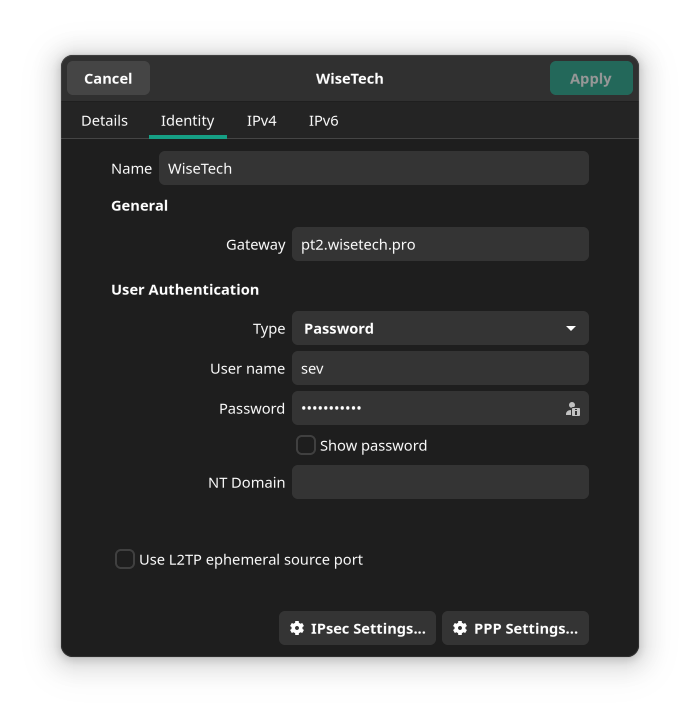 Cancel WiseTech Apply
Details Identity IPv4 IPv6
Name WiseTech
General
Gateway pt2.wisetech.pro
User Authentication
Type Password
User name sev
Password •••••••••••
Show password
NT Domain
Use L2TP ephemeral source port
IPsec Settings... PPP Settings...